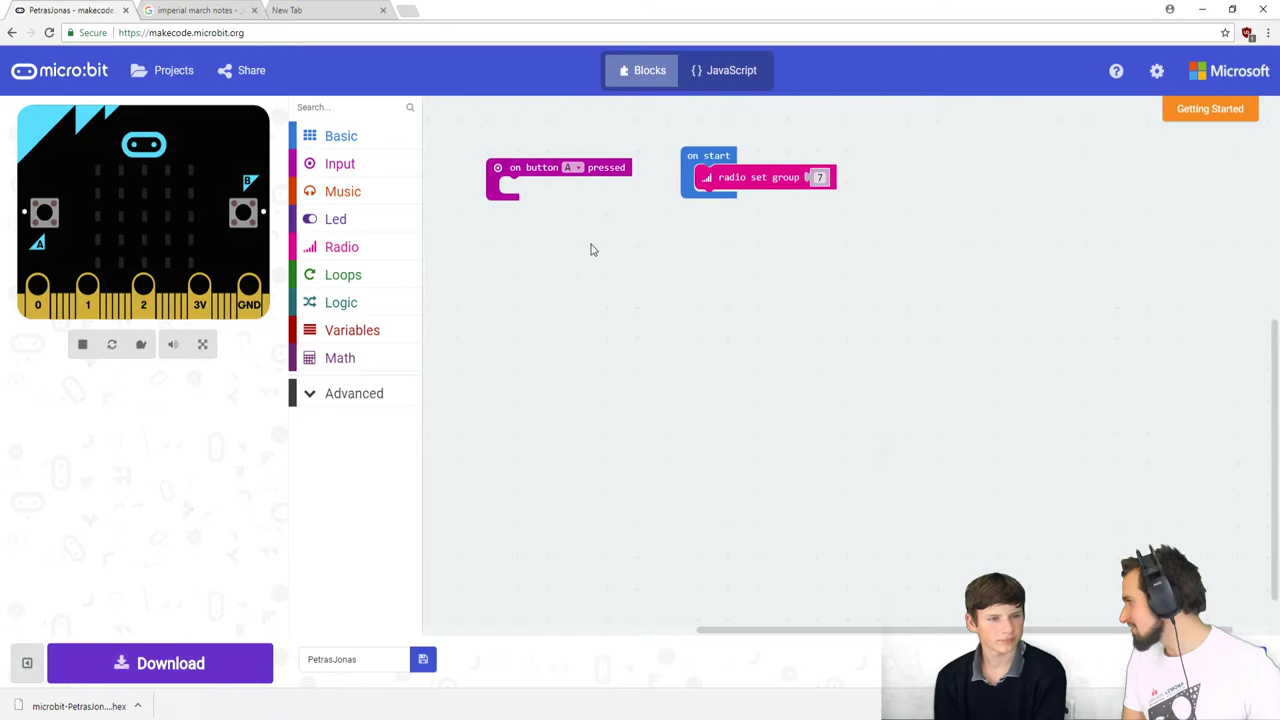 PetrasJonas - makecode.
imperial march notes -
New Tab
Secure
https://makecode.microbit.org
micro:bit
Projects
Share
Blocks
{} JavaScript
Microsoft
Getting Started
Search...
Basic
Input
Music
Led
Radio
Loops
Logic
Variables
Math
Advanced
on button A pressed
on start
radio set group 7
B
A
0 1 2 3V GND
Download
PetrasJonas
microbit-PetrasJon....hex